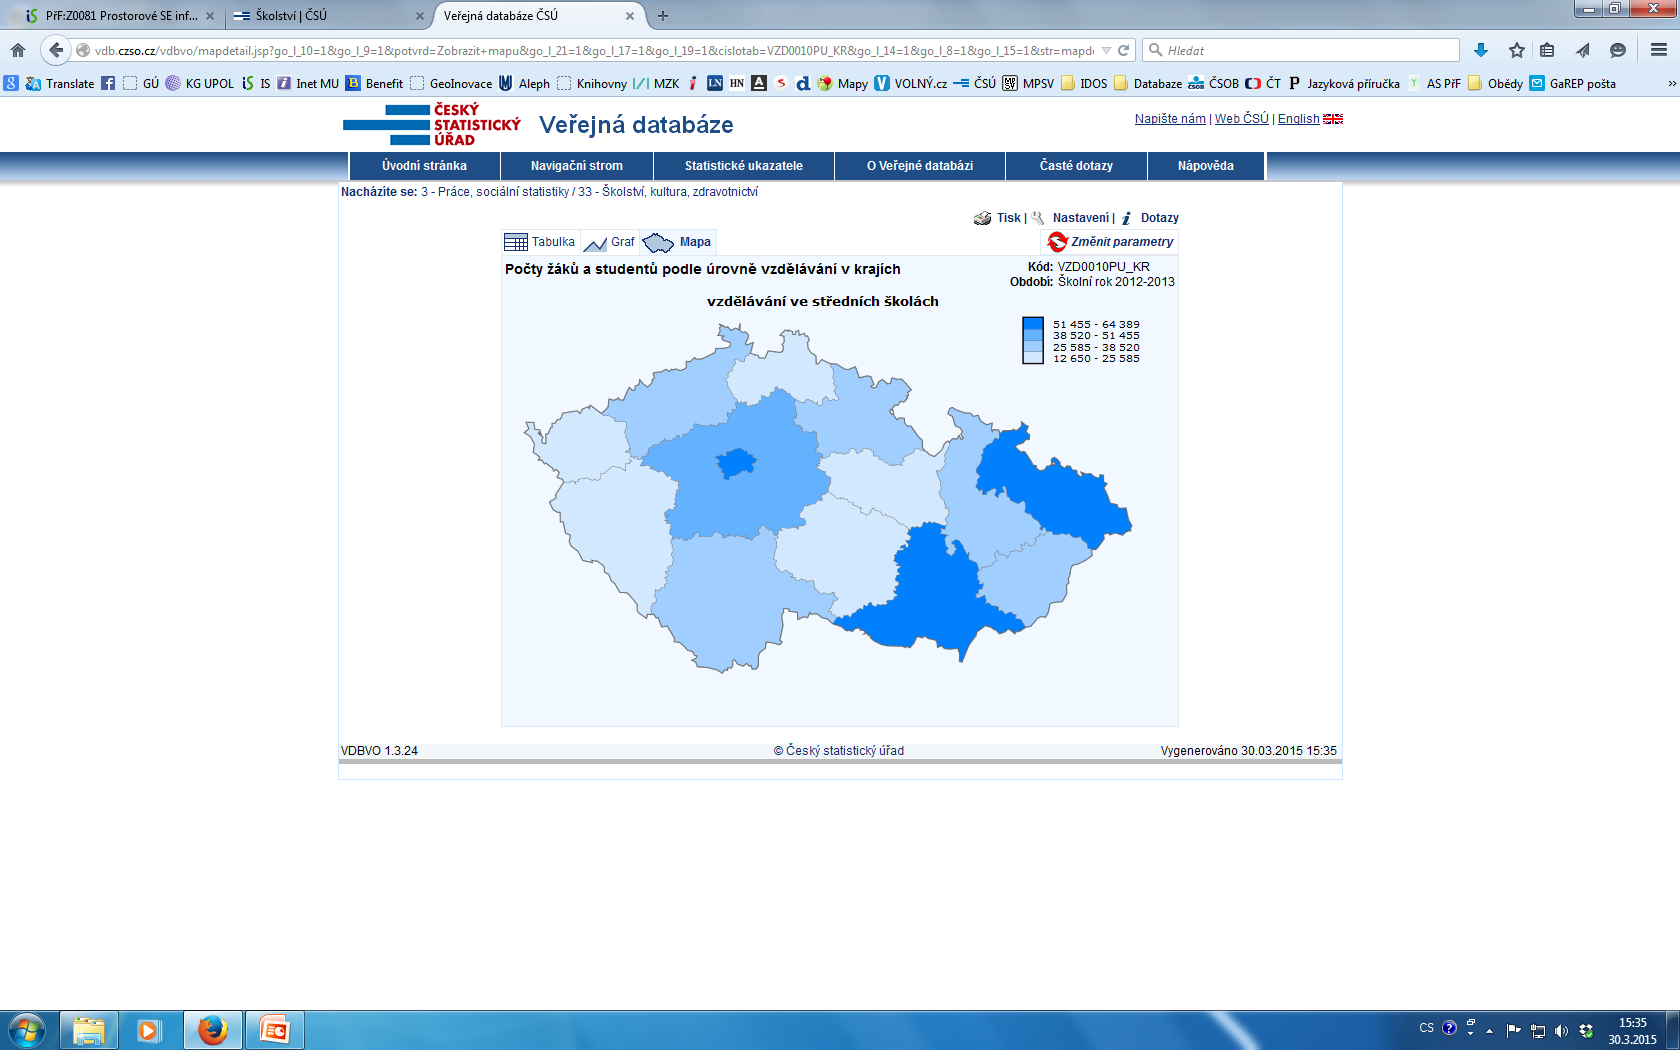 PřF:Z0081 Prostorové SE inf...
Školství | ČSÚ
Veřejná databáze ČSÚ
vdb.czso.cz/vdbvo/mapdetail.jsp?go_l_10=1&go_l_9=1&potvrd=Zobrazit+mapu&go_l_21=1&go_l_17=1&go_l_19=1&cislotab=VZD0010PU_KR&go_l_14=1&go_l_8=1&go_l_15=1&str=mapd
Hledat
Translate GÚ KG UPOL IS Inet MU Benefit GeoInovace Aleph Knihovny MZK LN HN Mapy VOLNÝ.cz ČSÚ MPSV IDOS Databaze ČSOB ČT Jazyková příručka AS PřF Obědy GaREP pošta
ČESKÝ
STATISTICKÝ
ÚŘAD
Veřejná databáze
Napište nám | Web ČSÚ | English
Úvodní stránka Navigační strom Statistické ukazatele O Veřejné databázi Časté dotazy Nápověda
Nacházíte se: 3 - Práce, sociální statistiky / 33 - Školství, kultura, zdravotnictví
Tisk | Nastavení | Dotazy
Tabulka Graf Mapa
Změnit parametry
Počty žáků a studentů podle úrovně vzdělávání v krajích
Kód: VZD0010PU_KR
Období: Školní rok 2012-2013
vzdělávání ve středních školách
51 455 - 64 389
38 520 - 51 455
25 585 - 38 520
12 650 - 25 585
VDBVO 1.3.24
© Český statistický úřad
Vygenerováno 30.03.2015 15:35
CS
15:35
30.3.2015